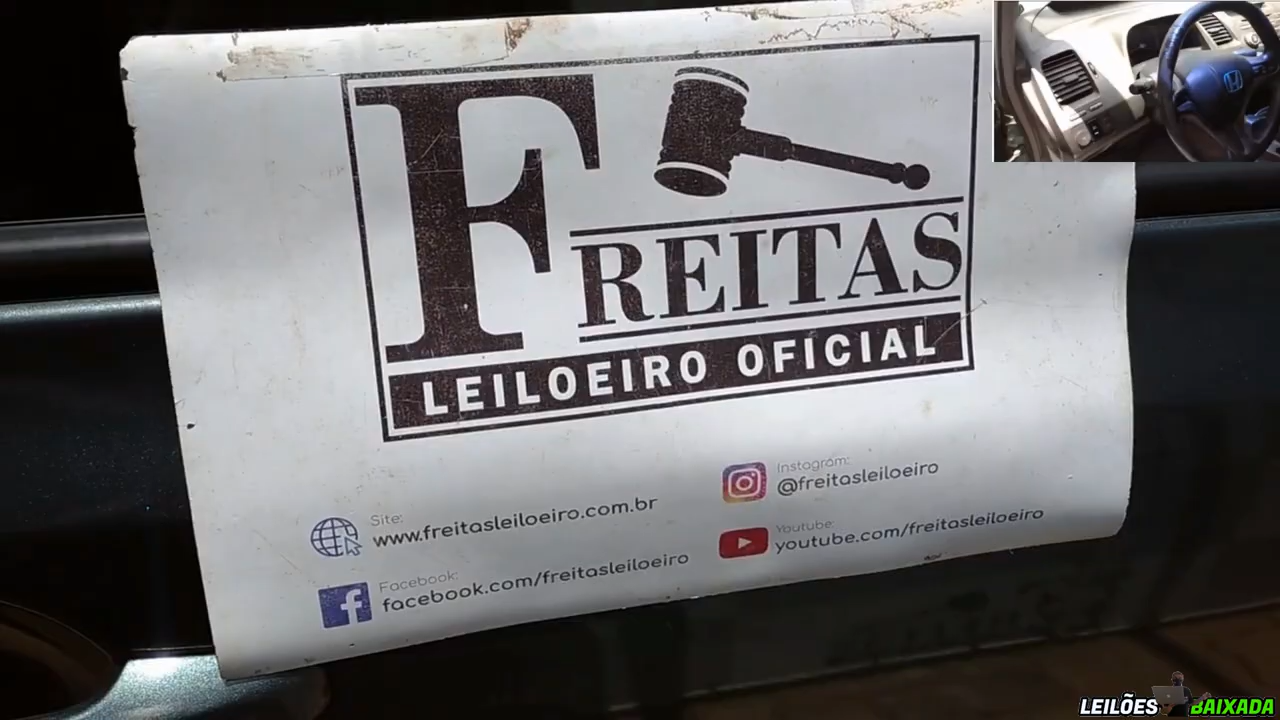 FREITAS
LEILOEIRO OFICIAL
Site:
www.freitasleiloeiro.com.br
Facebook:
facebook.com/freitasleiloeiro
Instagram:
@freitasleiloeiro
Youtube:
youtube.com/freitasleiloeiro
LEILÕES BAIXADA